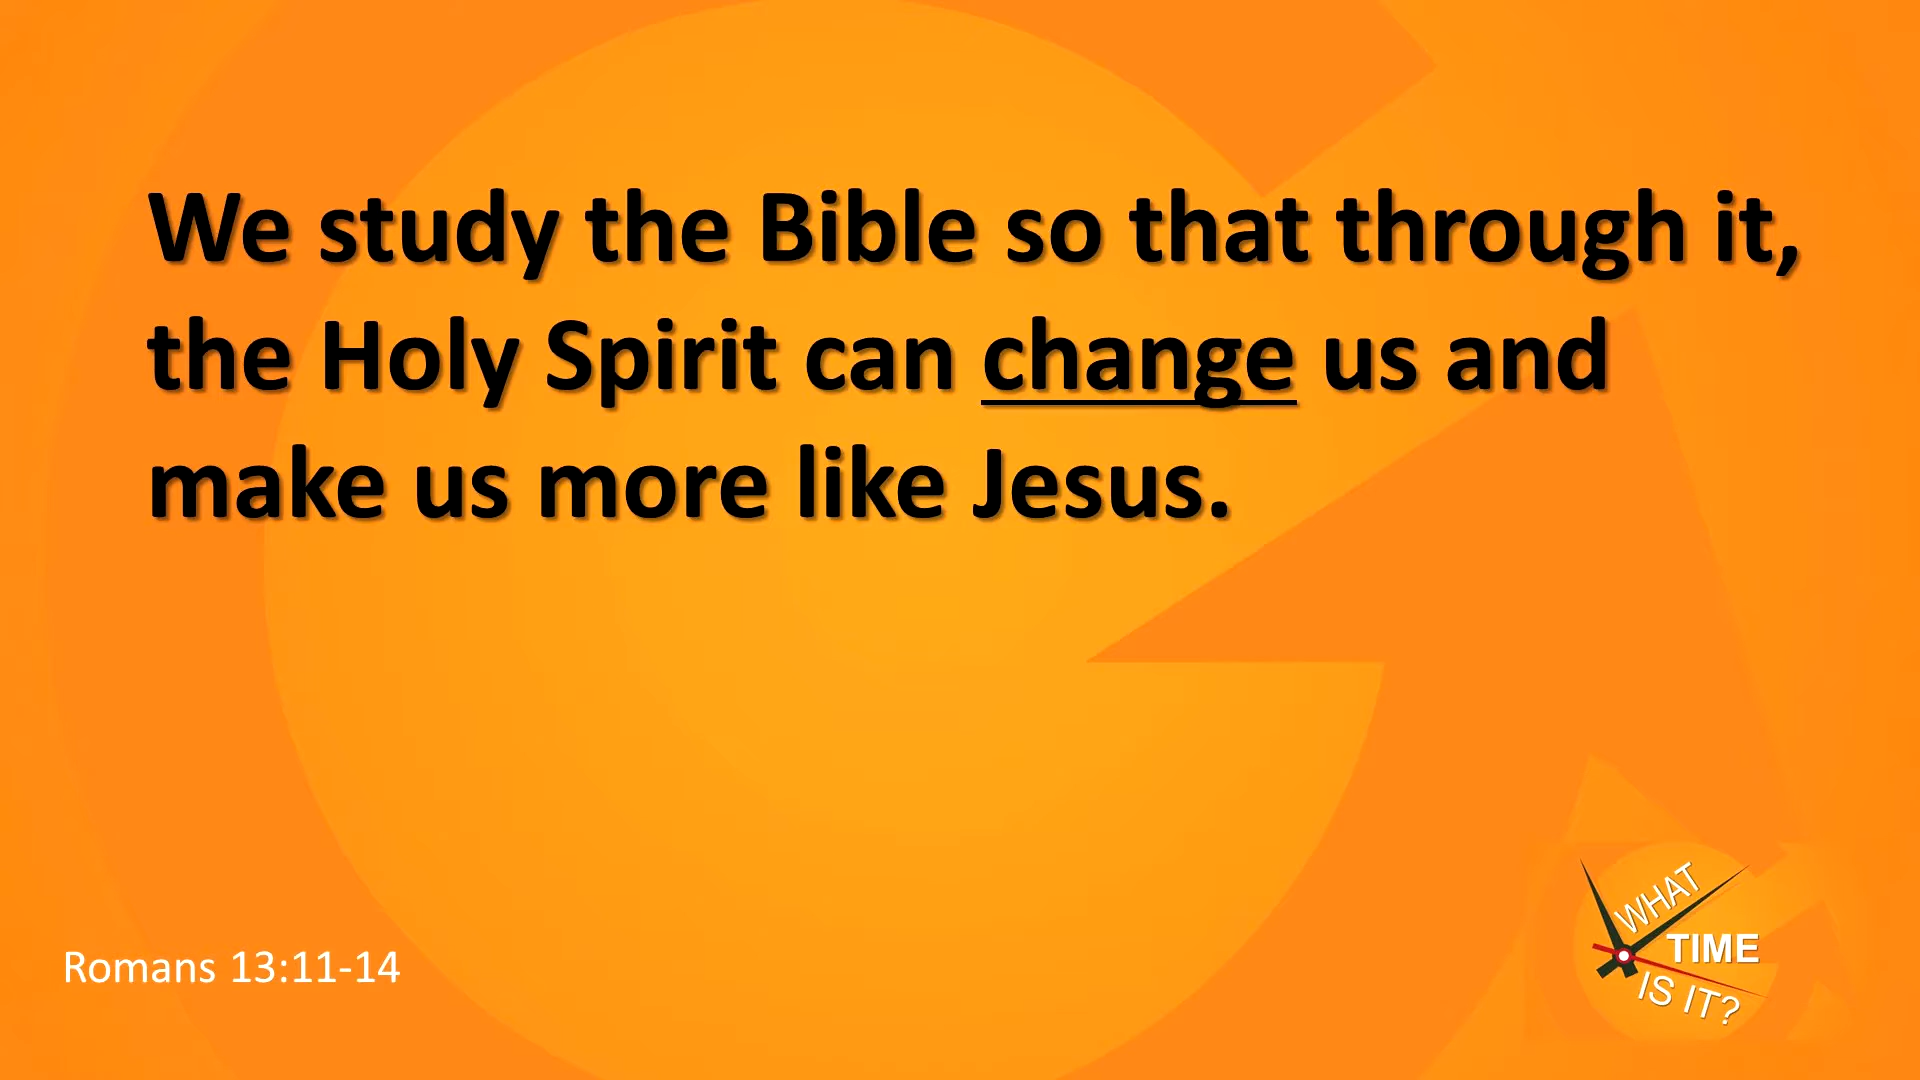 We study the Bible so that through it,
the Holy Spirit can change us and
make us more like Jesus.
Romans 13:11-14
WHAT
TIME
IS IT?